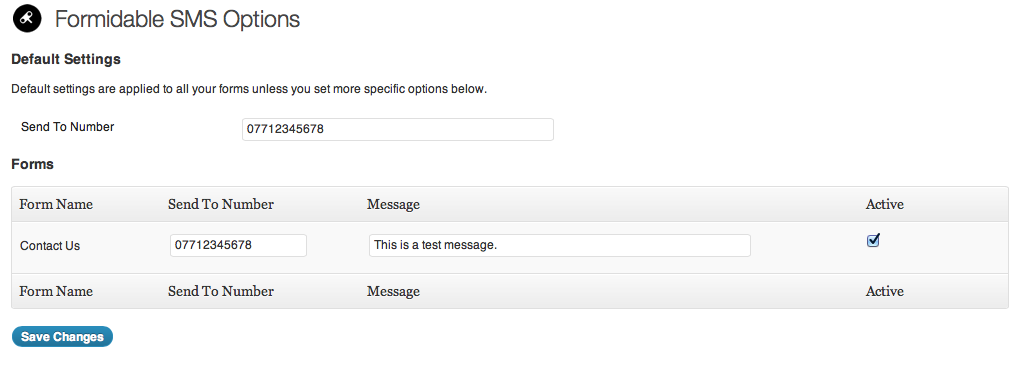 Formidable SMS Options
Default Settings
Default settings are applied to all your forms unless you set more specific options below.
Send To Number 07712345678
Forms
Form Name Send To Number Message Active
Contact Us 07712345678 This is a test message.
Form Name Send To Number Message Active
Save Changes